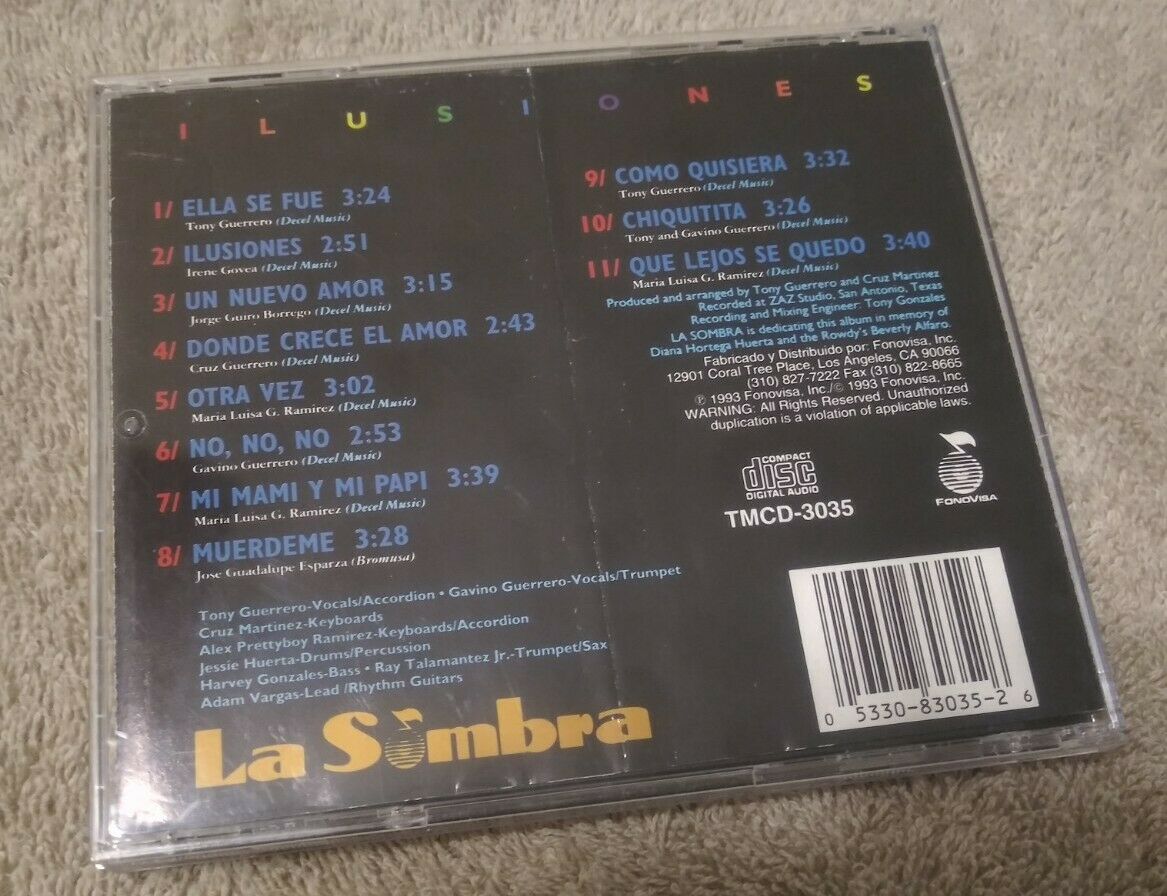 ILUSIONES
1/ ELLA SE FUE 3:24
Tony Guerrero (Decel Music)
2/ ILUSIONES 2:51
Irene Govea (Decel Music)
3/ UN NUEVO AMOR 3:15
Jorge Guiro Borrego (Decel Music)
4/ DONDE CRECE EL AMOR 2:43
Cruz Guerrero (Decel Music)
5/ OTRA VEZ 3:02
Maria Luisa G. Ramirez (Decel Music)
6/ NO, NO, NO 2:53
Gavino Guerrero (Decel Music)
7/ MI MAMI Y MI PAPI 3:39
Maria Luisa G. Ramirez (Decel Music)
8/ MUERDEME 3:28
Jose Guadalupe Esparza (Bromusa)
Tony Guerrero-Vocals/Accordion • Gavino Guerrero-Vocals/Trumpet
Cruz Martinez-Keyboards
Alex Prettyboy Ramirez-Keyboards/Accordion
Jessie Huerta-Drums/Percussion
Harvey Gonzales-Bass • Ray Talamantez Jr.-Trumpet/Sax
Adam Vargas-Lead /Rhythm Guitars
La Sombra
9/ COMO QUISIERA 3:32
Tony Guerrero (Decel Music)
10/ CHIQUITITA 3:26
Tony and Gavino Guerrero (Decel Music)
11/ QUE LEJOS SE QUEDO 3:40
Maria Luisa G. Ramirez (Decel Music)
Produced and arranged by Tony Guerrero and Cruz Martinez
Recorded at ZAZ Studio, San Antonio, Texas
Recording and Mixing Engineer: Tony Gonzales
LA SOMBRA is dedicating this album in memory of
Diana Hortega Huerta and the Rowdy's Beverly Alfaro.
Fabricado y Distribuido por: Fonovisa, Inc.
12901 Coral Tree Place, Los Angeles, CA 90066
(310) 827-7222 Fax (310) 822-8665
℗ 1993 Fonovisa, Inc./© 1993 Fonovisa, Inc.
WARNING: All Rights Reserved. Unauthorized
duplication is a violation of applicable laws.
COMPACT
disc
DIGITAL AUDIO
TMCD-3035
FONOVISA
0 5330-83035-2 6